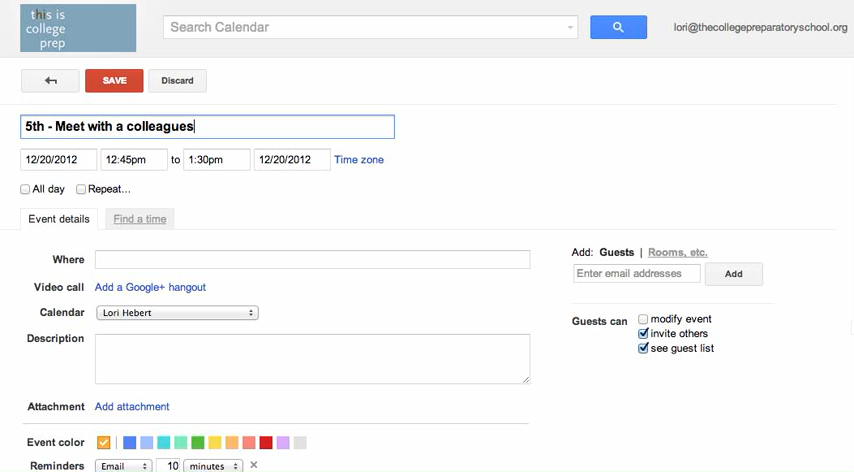 this is
college
prep
Search Calendar
lori@thecollegepreparatoryschool.org
SAVE
Discard
5th - Meet with a colleagues
12/20/2012 12:45pm to 1:30pm 12/20/2012 Time zone
All day Repeat...
Event details Find a time
Where
Add: Guests | Rooms, etc.
Enter email addresses Add
Video call Add a Google+ hangout
Calendar Lori Hebert
Guests can modify event
invite others
see guest list
Description
Attachment Add attachment
Event color
Reminders Email 10 minutes ×